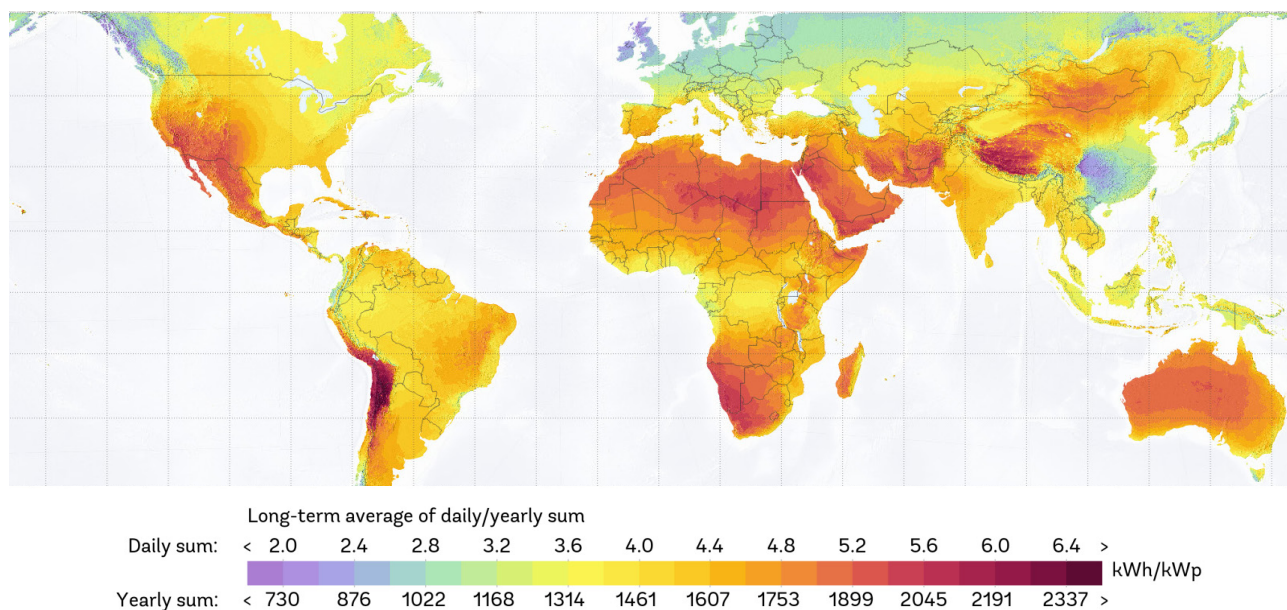 Long-term average of daily/yearly sum
Daily sum: < 2.0 2.4 2.8 3.2 3.6 4.0 4.4 4.8 5.2 5.6 6.0 6.4 >
kWh/kWp
Yearly sum: < 730 876 1022 1168 1314 1461 1607 1753 1899 2045 2191 2337 >